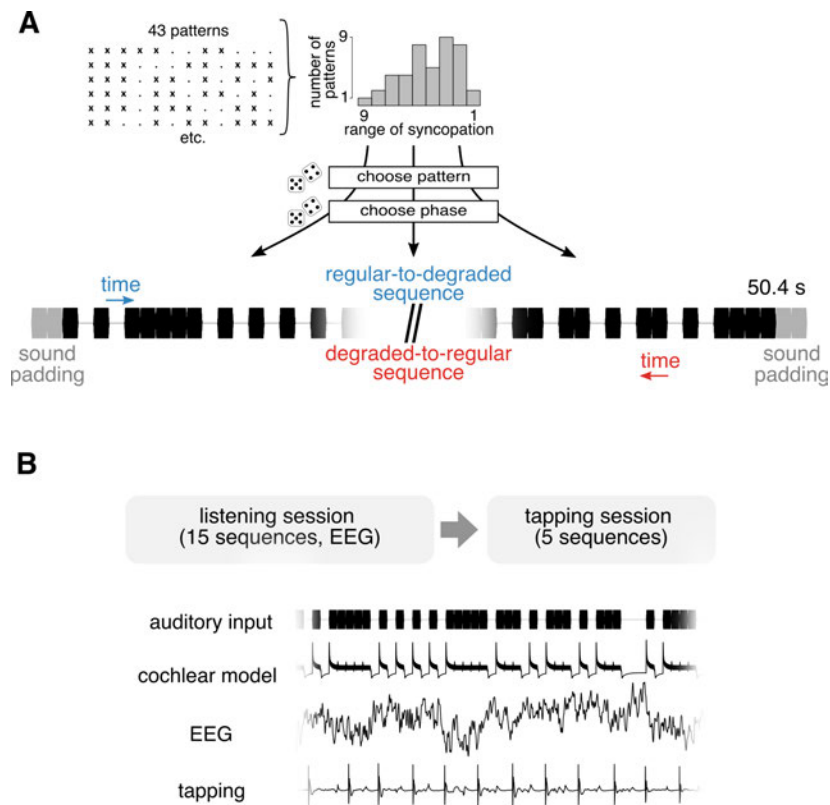 A
43 patterns
x x x x x . . x x . . .
x x x x . . x . . x x x
x x x . . x x x . x . x
x x x . x x . . x x x .
x x . . x x x . x x x .
x x . . x x . x . x x x
etc.
number of
patterns
9
1
9 1
range of syncopation
choose pattern
choose phase
time
regular-to-degraded
sequence
50.4 s
sound
padding
degraded-to-regular
sequence
time
sound
padding
B
listening session
(15 sequences, EEG)
tapping session
(5 sequences)
auditory input
cochlear model
EEG
tapping